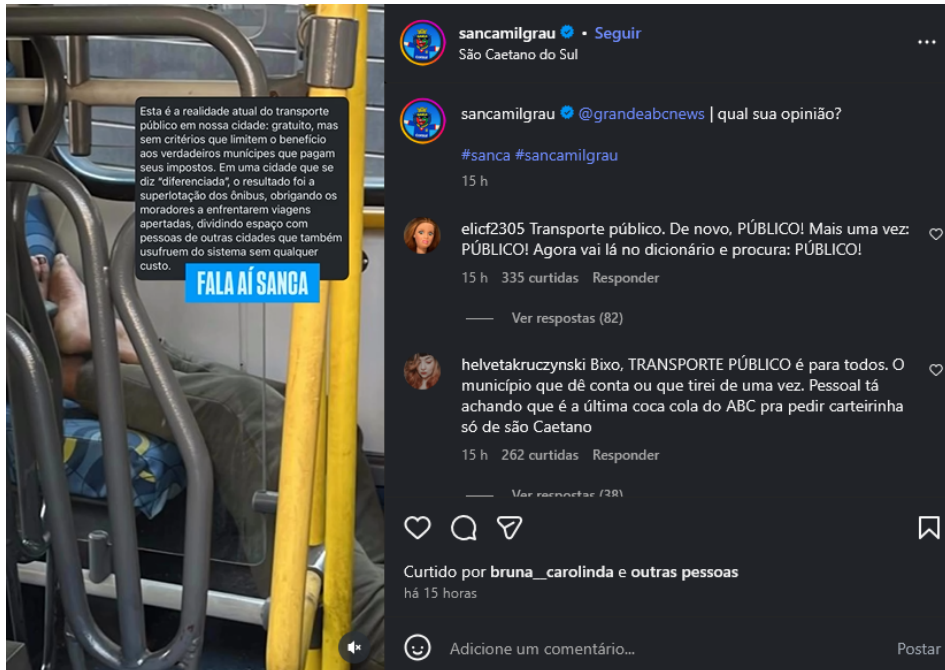 Esta é a realidade atual do transporte
público em nossa cidade: gratuito, mas
sem critérios que limitem o benefício
aos verdadeiros munícipes que pagam
seus impostos. Em uma cidade que se
diz "diferenciada", o resultado foi a
superlotação dos ônibus, obrigando os
moradores a enfrentarem viagens
apertadas, dividindo espaço com
pessoas de outras cidades que também
usufruem do sistema sem qualquer
custo.
FALA AÍ SANCA
sancamilgrau • Seguir
São Caetano do Sul
sancamilgrau @grandeabcnews | qual sua opinião?
#sanca #sancamilgrau
15 h
elicf2305 Transporte público. De novo, PÚBLICO! Mais uma vez:
PÚBLICO! Agora vai lá no dicionário e procura: PÚBLICO!
15 h 335 curtidas Responder
Ver respostas (82)
helvetakruczynski Bixo, TRANSPORTE PÚBLICO é para todos. O
município que dê conta ou que tirei de uma vez. Pessoal tá
achando que é a última coca cola do ABC pra pedir carteirinha
só de são Caetano
15 h 262 curtidas Responder
Ver respostas (38)
Curtido por bruna__carolinda e outras pessoas
há 15 horas
Adicione um comentário...
Postar